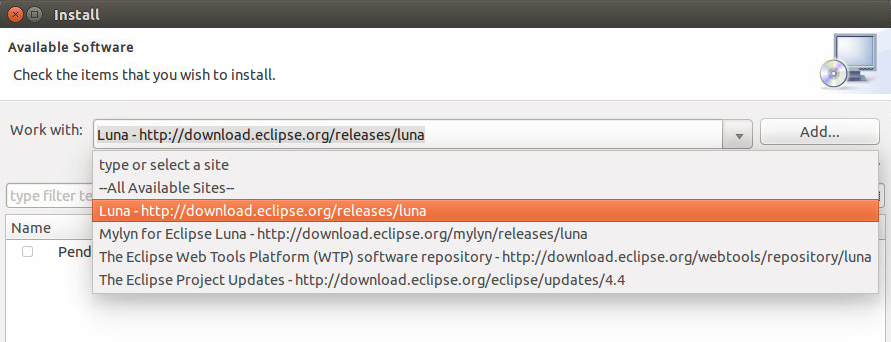 Install
Available Software
Check the items that you wish to install.
Work with: Luna - http://download.eclipse.org/releases/luna Add...
type or select a site
--All Available Sites--
type filter te
Luna - http://download.eclipse.org/releases/luna
Name
Mylyn for Eclipse Luna - http://download.eclipse.org/mylyn/releases/luna
Pend
The Eclipse Web Tools Platform (WTP) software repository - http://download.eclipse.org/webtools/repository/luna
The Eclipse Project Updates - http://download.eclipse.org/eclipse/updates/4.4